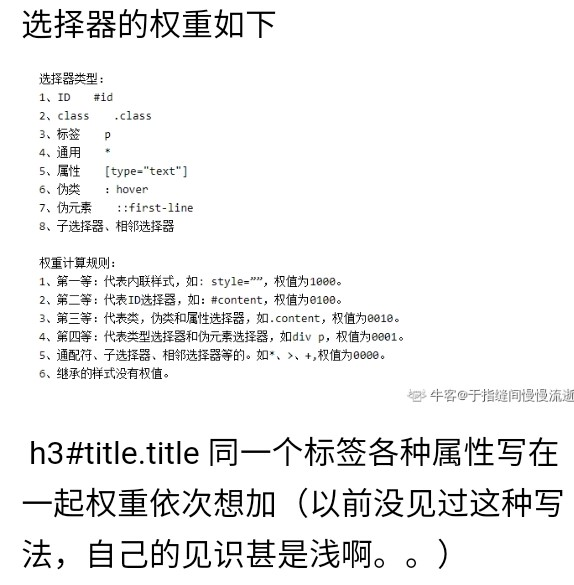 选择器的权重如下
选择器类型：
1、ID #id
2、class .class
3、标签 p
4、通用 *
5、属性 [type="text"]
6、伪类 ：hover
7、伪元素 ::first-line
8、子选择器、相邻选择器
权重计算规则：
1、第一等：代表内联样式，如: style=””，权值为1000。
2、第二等：代表ID选择器，如：#content，权值为0100。
3、第三等：代表类，伪类和属性选择器，如.content，权值为0010。
4、第四等：代表类型选择器和伪元素选择器，如div p，权值为0001。
5、通配符、子选择器、相邻选择器等的。如*、>、+,权值为0000。
6、继承的样式没有权值。
牛客@于指缝间慢慢流逝
h3#title.title 同一个标签各种属性写在
一起权重依次想加（以前没见过这种写
法，自己的见识甚是浅啊。。）